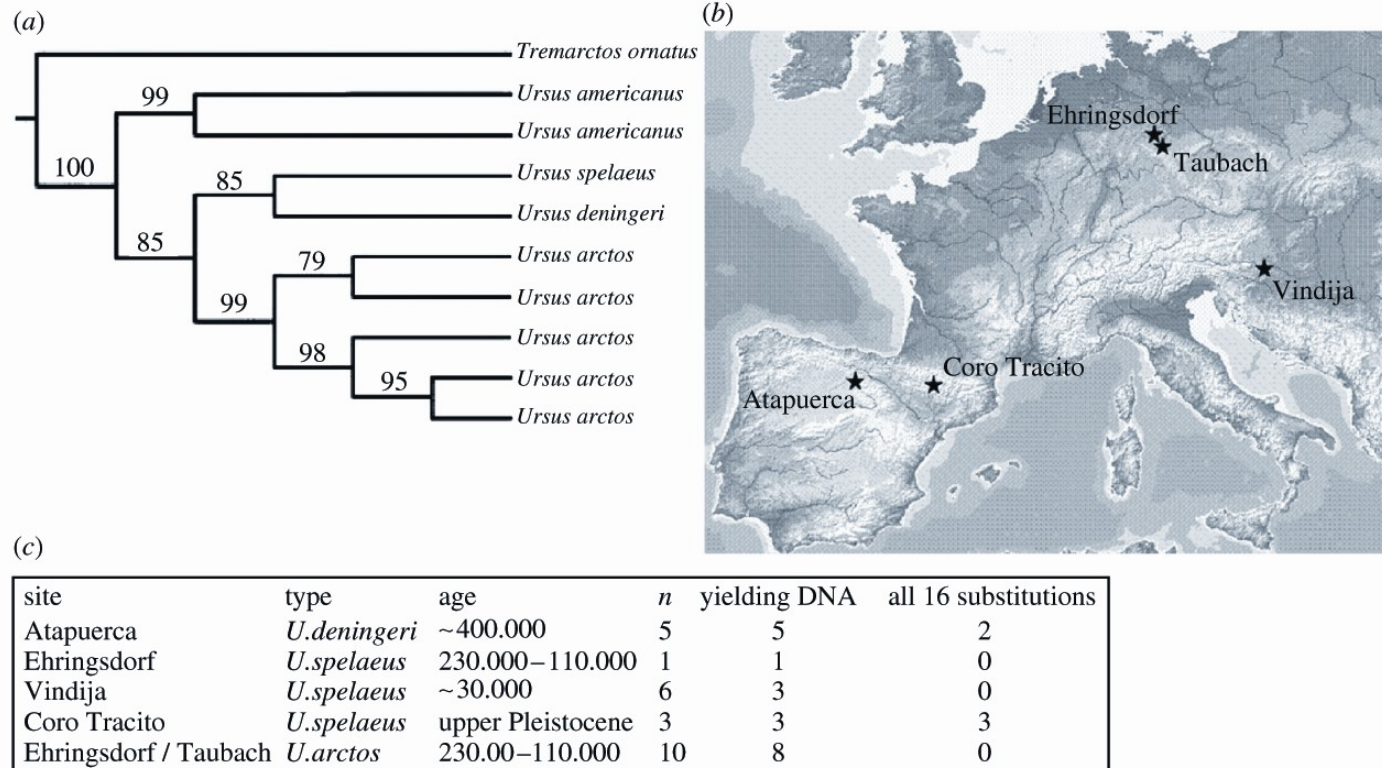 (a)
Tremarctos ornatus
99
Ursus americanus
Ursus americanus
100
85
Ursus spelaeus
Ursus deningeri
85
79
Ursus arctos
Ursus arctos
99
98
Ursus arctos
95
Ursus arctos
Ursus arctos
(b)
Ehringsdorf
Taubach
Vindija
Coro Tracito
Atapuerca
(c)
site type age n yielding DNA all 16 substitutions
Atapuerca U.deningeri ~400.000 5 5 2
Ehringsdorf U.spelaeus 230.000–110.000 1 1 0
Vindija U.spelaeus ~30.000 6 3 0
Coro Tracito U.spelaeus upper Pleistocene 3 3 3
Ehringsdorf / Taubach U.arctos 230.00–110.000 10 8 0